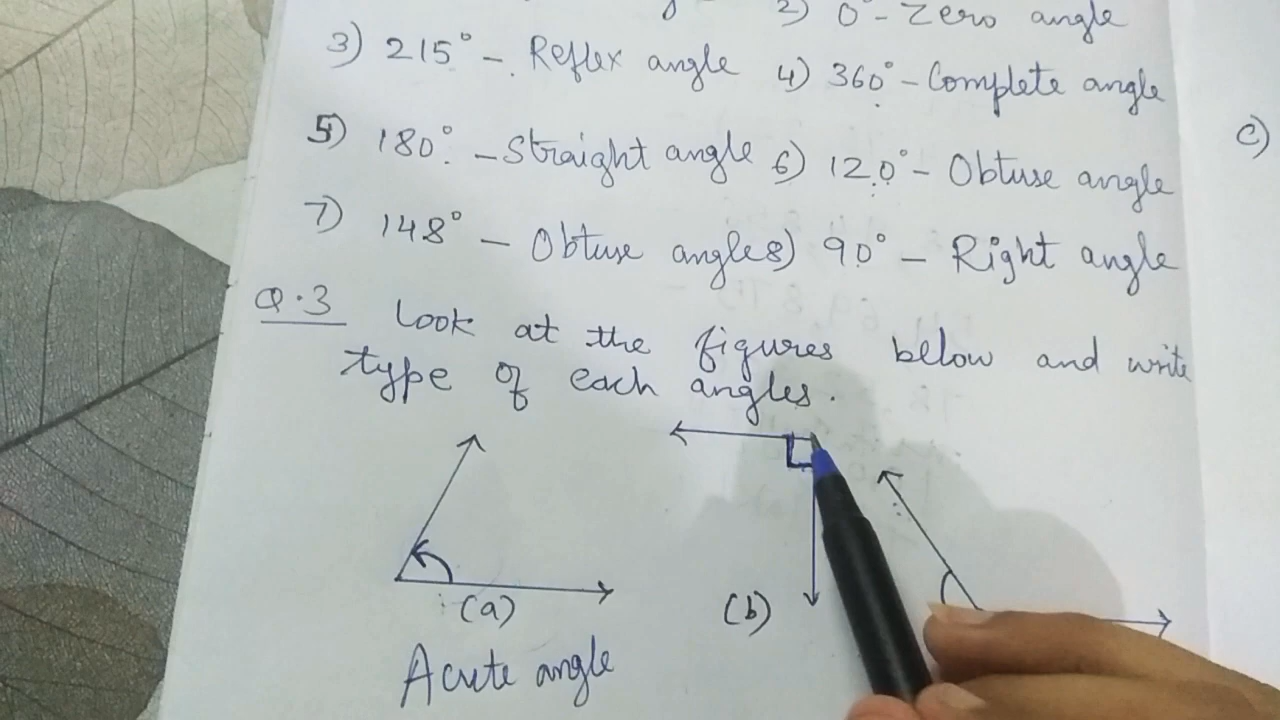 2) 0° - Zero angle
3) 215° - Reflex angle 4) 360° - Complete angle
5) 180° - Straight angle 6) 120° - Obtuse angle
7) 148° - Obtuse angle 8) 90° - Right angle
Q.3 Look at the figures below and write
type of each angles.
(a)
(b)
Acute angle
c)